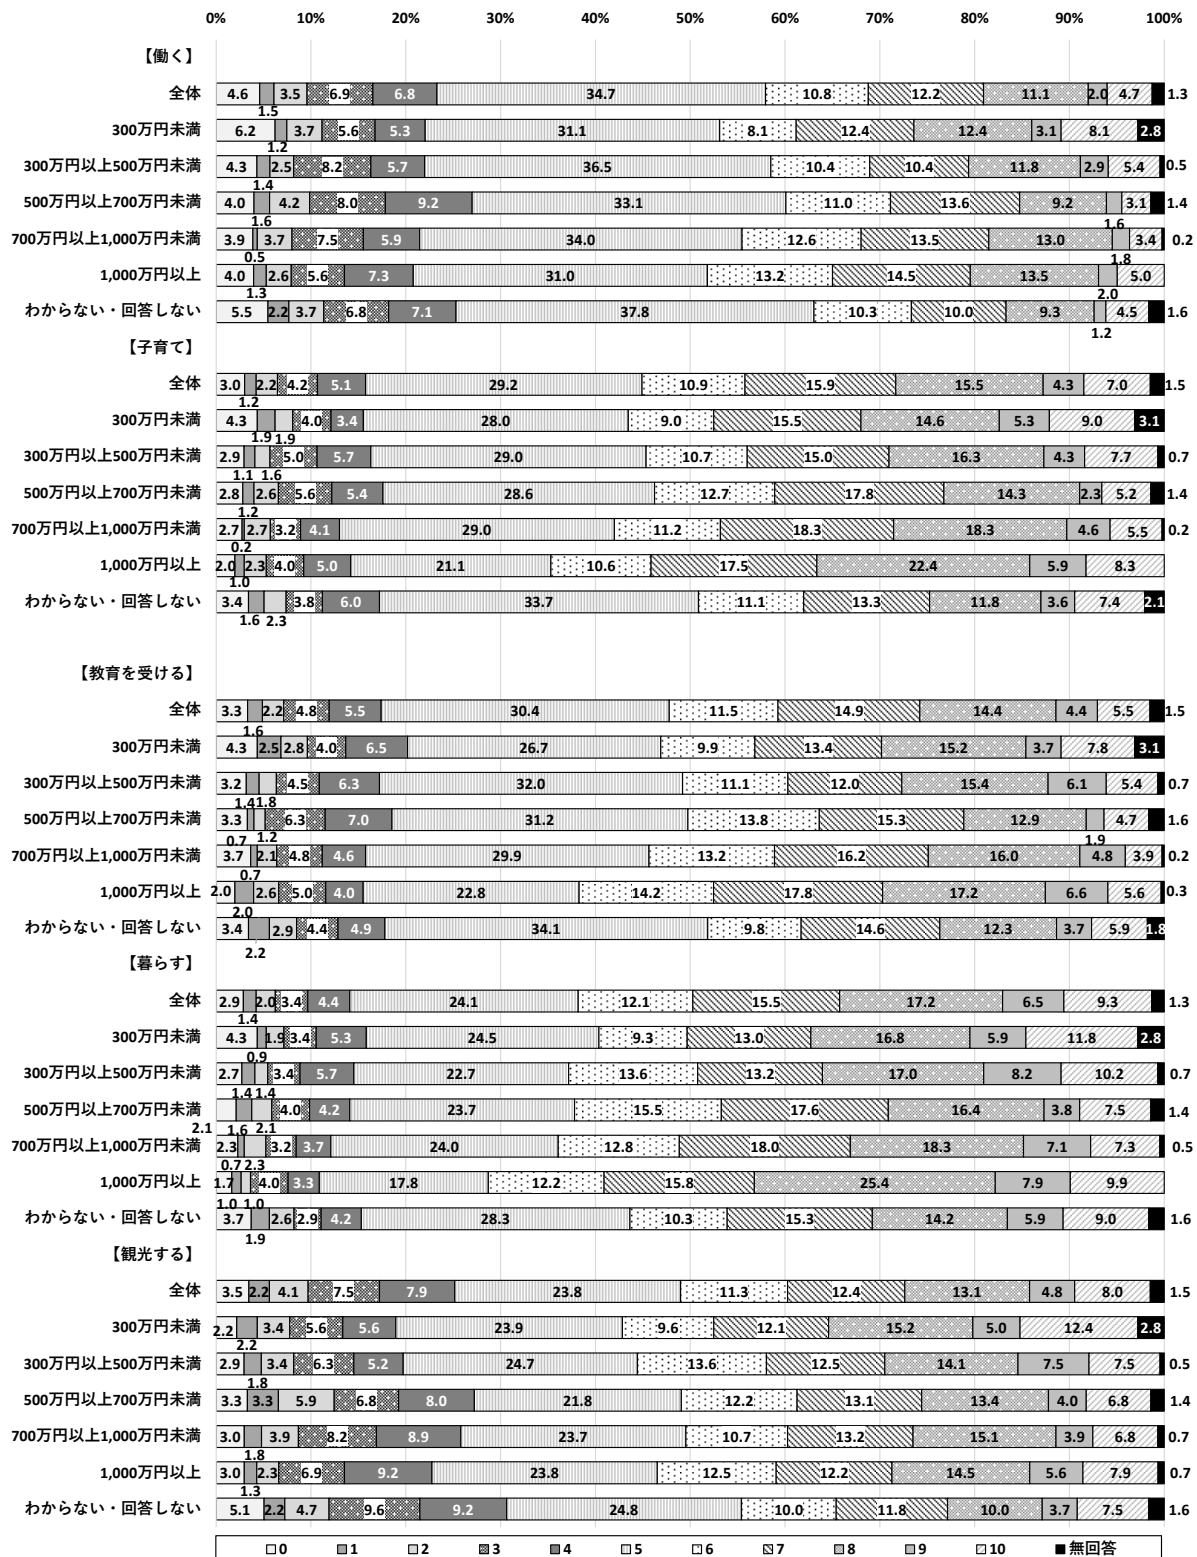 0% 10% 20% 30% 40% 50% 60% 70% 80% 90% 100%
【働く】
全体 4.6 1.5 3.5 6.9 6.8 34.7 10.8 12.2 11.1 2.0 4.7 1.3
300万円未満 6.2 1.2 3.7 5.6 5.3 31.1 8.1 12.4 12.4 3.1 8.1 2.8
300万円以上500万円未満 4.3 1.4 2.5 8.2 5.7 36.5 10.4 10.4 11.8 2.9 5.4 0.5
500万円以上700万円未満 4.0 1.6 4.2 8.0 9.2 33.1 11.0 13.6 9.2 1.6 3.1 1.4
700万円以上1,000万円未満 3.9 0.5 3.7 7.5 5.9 34.0 12.6 13.5 13.0 1.8 3.4 0.2
1,000万円以上 4.0 1.3 2.6 5.6 7.3 31.0 13.2 14.5 13.5 2.0 5.0
わからない・回答しない 5.5 2.2 3.7 6.8 7.1 37.8 10.3 10.0 9.3 1.2 4.5 1.6
【子育て】
全体 3.0 1.2 2.2 4.2 5.1 29.2 10.9 15.9 15.5 4.3 7.0 1.5
300万円未満 4.3 1.9 1.9 4.0 3.4 28.0 9.0 15.5 14.6 5.3 9.0 3.1
300万円以上500万円未満 2.9 1.1 1.6 5.0 5.7 29.0 10.7 15.0 16.3 4.3 7.7 0.7
500万円以上700万円未満 2.8 1.2 2.6 5.6 5.4 28.6 12.7 17.8 14.3 2.3 5.2 1.4
700万円以上1,000万円未満 2.7 0.2 2.7 3.2 4.1 29.0 11.2 18.3 18.3 4.6 5.5 0.2
1,000万円以上 2.0 1.0 2.3 4.0 5.0 21.1 10.6 17.5 22.4 5.9 8.3
わからない・回答しない 3.4 1.6 2.3 3.8 6.0 33.7 11.1 13.3 11.8 3.6 7.4 2.1
【教育を受ける】
全体 3.3 1.6 2.2 4.8 5.5 30.4 11.5 14.9 14.4 4.4 5.5 1.5
300万円未満 4.3 2.5 2.8 4.0 6.5 26.7 9.9 13.4 15.2 3.7 7.8 3.1
300万円以上500万円未満 3.2 1.4 1.8 4.5 6.3 32.0 11.1 12.0 15.4 6.1 5.4 0.7
500万円以上700万円未満 3.3 0.7 1.2 6.3 7.0 31.2 13.8 15.3 12.9 1.9 4.7 1.6
700万円以上1,000万円未満 3.7 0.7 2.1 4.8 4.6 29.9 13.2 16.2 16.0 4.8 3.9 0.2
1,000万円以上 2.0 2.0 2.6 5.0 4.0 22.8 14.2 17.8 17.2 6.6 5.6 0.3
わからない・回答しない 3.4 2.2 2.9 4.4 4.9 34.1 9.8 14.6 12.3 3.7 5.9 1.8
【暮らす】
全体 2.9 1.4 2.0 3.4 4.4 24.1 12.1 15.5 17.2 6.5 9.3 1.3
300万円未満 4.3 0.9 1.9 3.4 5.3 24.5 9.3 13.0 16.8 5.9 11.8 2.8
300万円以上500万円未満 2.7 1.4 1.4 3.4 5.7 22.7 13.6 13.2 17.0 8.2 10.2 0.7
500万円以上700万円未満 2.1 1.6 2.1 4.0 4.2 23.7 15.5 17.6 16.4 3.8 7.5 1.4
700万円以上1,000万円未満 2.3 0.7 2.3 3.2 3.7 24.0 12.8 18.0 18.3 7.1 7.3 0.5
1,000万円以上 1.7 1.0 1.0 4.0 3.3 17.8 12.2 15.8 25.4 7.9 9.9
わからない・回答しない 3.7 1.9 2.6 2.9 4.2 28.3 10.3 15.3 14.2 5.9 9.0 1.6
【観光する】
全体 3.5 2.2 4.1 7.5 7.9 23.8 11.3 12.4 13.1 4.8 8.0 1.5
300万円未満 2.2 2.2 3.4 5.6 5.6 23.9 9.6 12.1 15.2 5.0 12.4 2.8
300万円以上500万円未満 2.9 1.8 3.4 6.3 5.2 24.7 13.6 12.5 14.1 7.5 7.5 0.5
500万円以上700万円未満 3.3 3.3 5.9 6.8 8.0 21.8 12.2 13.1 13.4 4.0 6.8 1.4
700万円以上1,000万円未満 3.0 1.8 3.9 8.2 8.9 23.7 10.7 13.2 15.1 3.9 6.8 0.7
1,000万円以上 3.0 1.3 2.3 6.9 9.2 23.8 12.5 12.2 14.5 5.6 7.9 0.7
わからない・回答しない 5.1 2.2 4.7 9.6 9.2 24.8 10.0 11.8 10.0 3.7 7.5 1.6
0 1 2 3 4 5 6 7 8 9 10 無回答